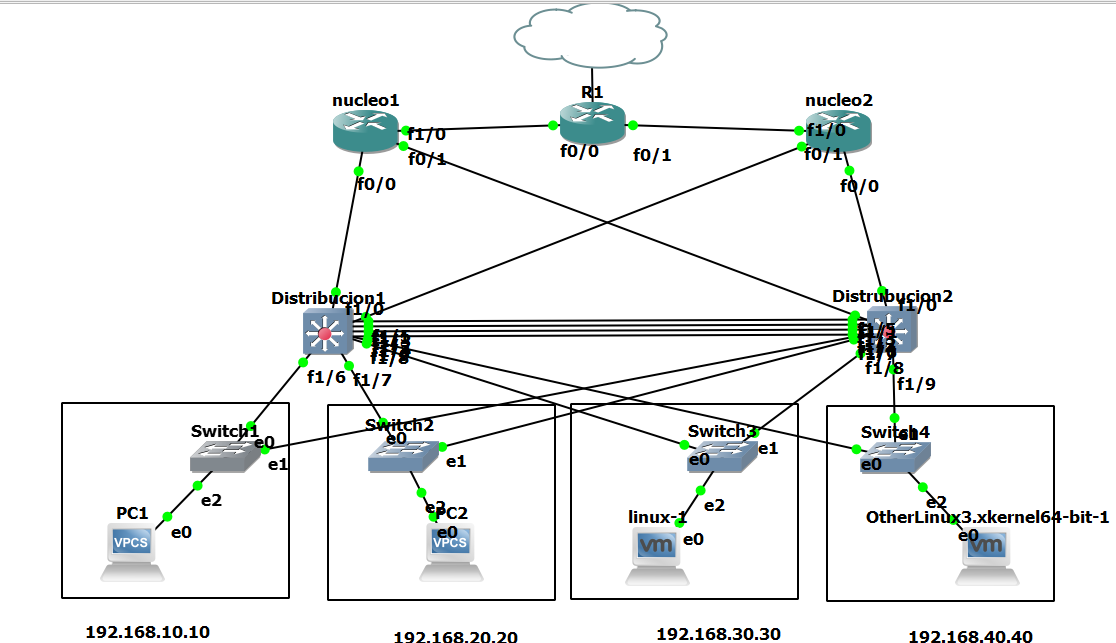 nucleo1
R1
nucleo2
f1/0
f0/1
f0/0
f0/0
f0/1
f1/0
f0/1
f0/0
Distribucion1
f1/0
f1/8
f1/6
f1/7
Distrubucion2
f1/0
f1/8
f1/9
Switch1
e0
e1
e2
PC1
VPCS
e0
192.168.10.10
Switch2
e0
e1
PC2
VPCS
e0
192.168.20.20
Switch3
e0
e1
e2
linux-1
vm
e0
192.168.30.30
Switch4
e0
e2
OtherLinux3.xkernel64-bit-1
vm
e0
192.168.40.40